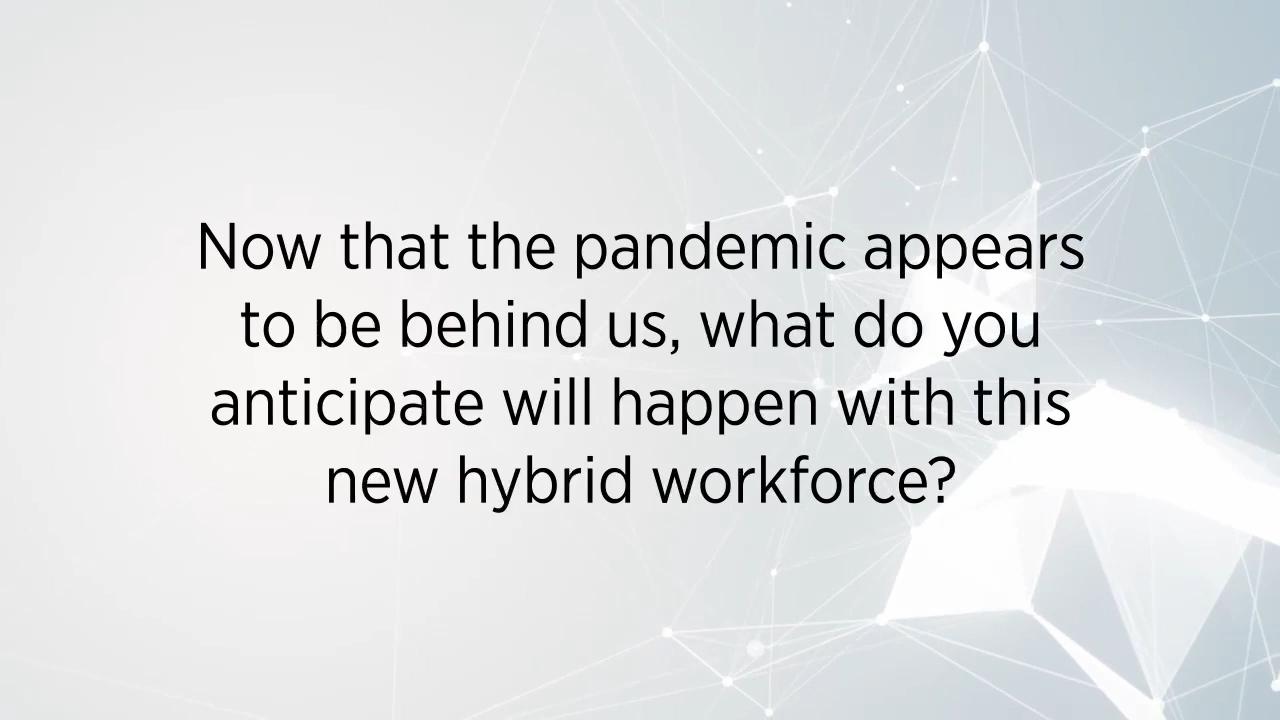 Now that the pandemic appears
to be behind us, what do you
anticipate will happen with this
new hybrid workforce?